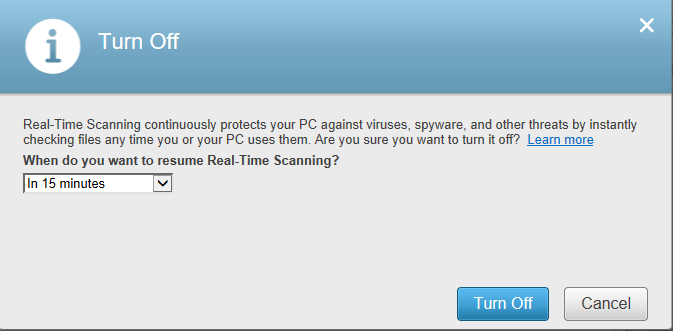 Turn Off
Real-Time Scanning continuously protects your PC against viruses, spyware, and other threats by instantly
checking files any time you or your PC uses them. Are you sure you want to turn it off? Learn more
When do you want to resume Real-Time Scanning?
In 15 minutes
Turn Off Cancel